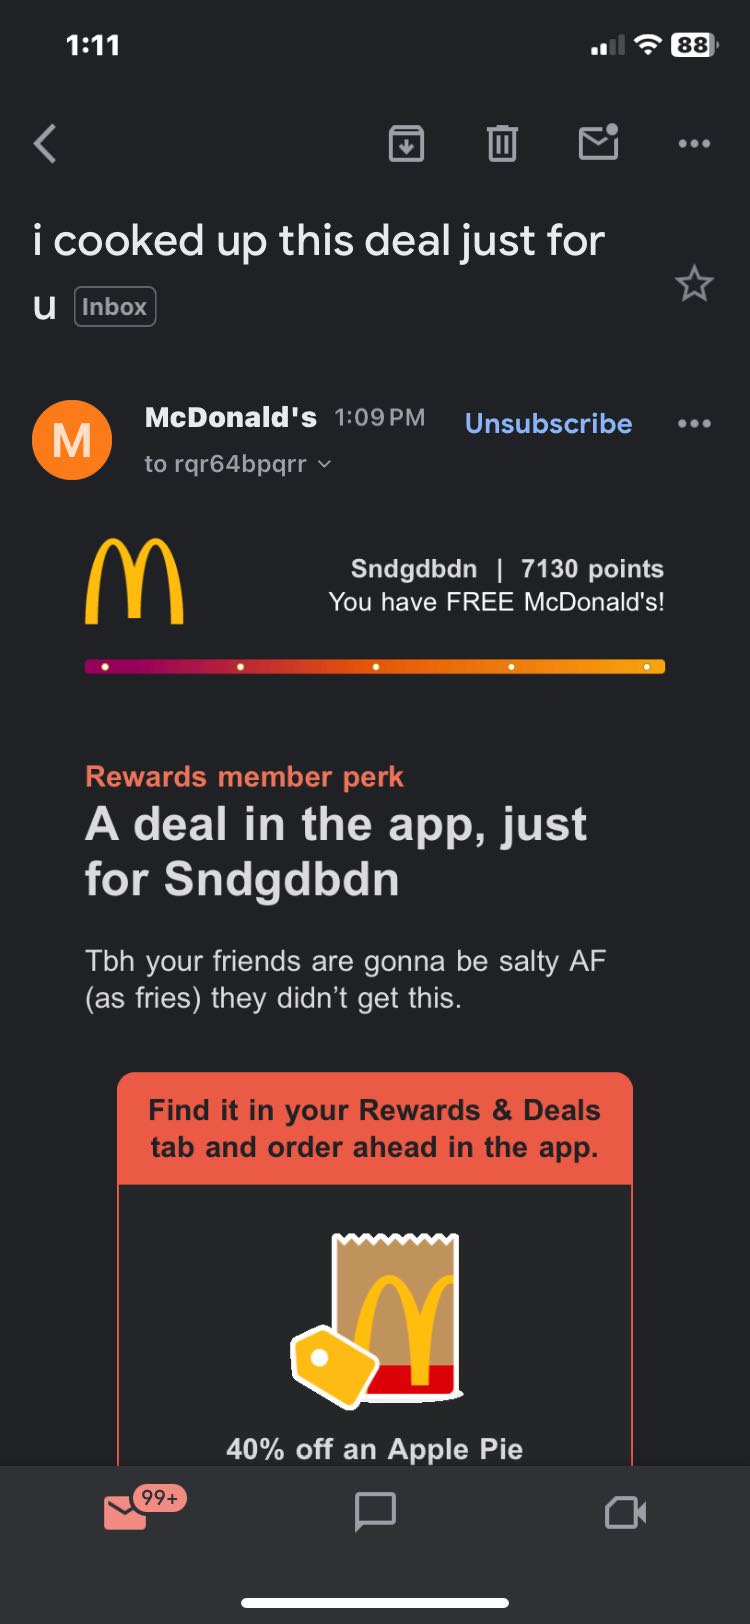 1:11
88
i cooked up this deal just for
u Inbox
M
McDonald's 1:09 PM Unsubscribe
to rqr64bpqrr
Sndgdbdn | 7130 points
You have FREE McDonald's!
Rewards member perk
A deal in the app, just
for Sndgdbdn
Tbh your friends are gonna be salty AF
(as fries) they didn’t get this.
Find it in your Rewards & Deals
tab and order ahead in the app.
40% off an Apple Pie
99+